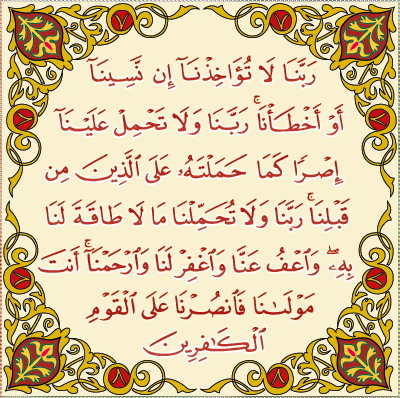 رَبَّنَا لَا تُؤَاخِذْنَآ إِن نَّسِينَآ
أَوْ أَخْطَأْنَا ۚ رَبَّنَا وَلَا تَحْمِلْ عَلَيْنَآ
إِصْرًا كَمَا حَمَلْتَهُۥ عَلَى ٱلَّذِينَ مِن
قَبْلِنَا ۚ رَبَّنَا وَلَا تُحَمِّلْنَا مَا لَا طَاقَةَ لَنَا
بِهِۦ ۖ وَٱعْفُ عَنَّا وَٱغْفِرْ لَنَا وَٱرْحَمْنَآ ۚ أَنتَ
مَوْلَىٰنَا فَٱنصُرْنَا عَلَى ٱلْقَوْمِ
ٱلْكَٰفِرِينَ